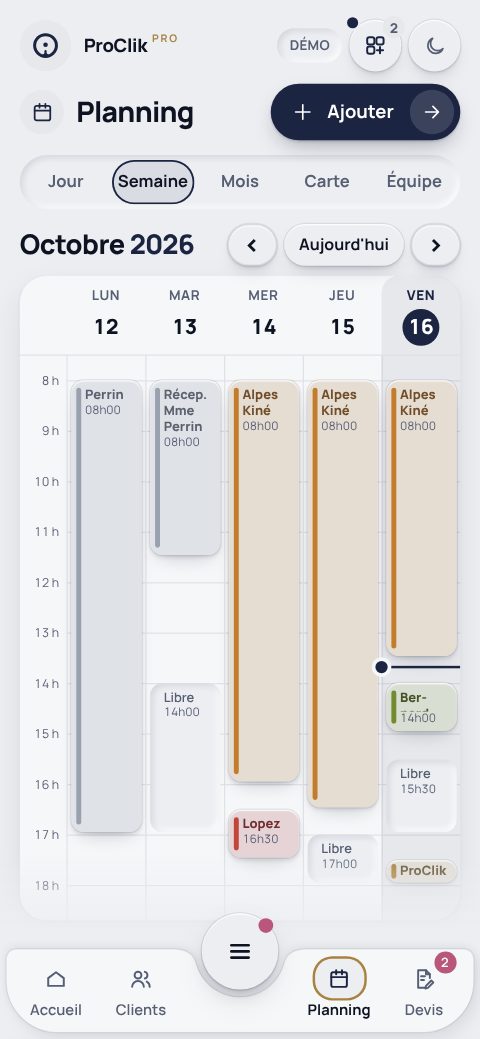 ProClik PRO
DÉMO
2
Planning
Ajouter
Jour Semaine Mois Carte Équipe
Octobre 2026
Aujourd'hui
LUN MAR MER JEU VEN
12 13 14 15 16
8 h
9 h
10 h
11 h
12 h
13 h
14 h
15 h
16 h
17 h
18 h
Perrin
08h00
Récep.
Mme
Perrin
08h00
Libre
14h00
Alpes
Kiné
08h00
Lopez
16h30
Alpes
Kiné
08h00
Libre
17h00
Alpes
Kiné
08h00
Ber-
14h00
Libre
15h30
ProClik
2
Accueil Clients Planning Devis